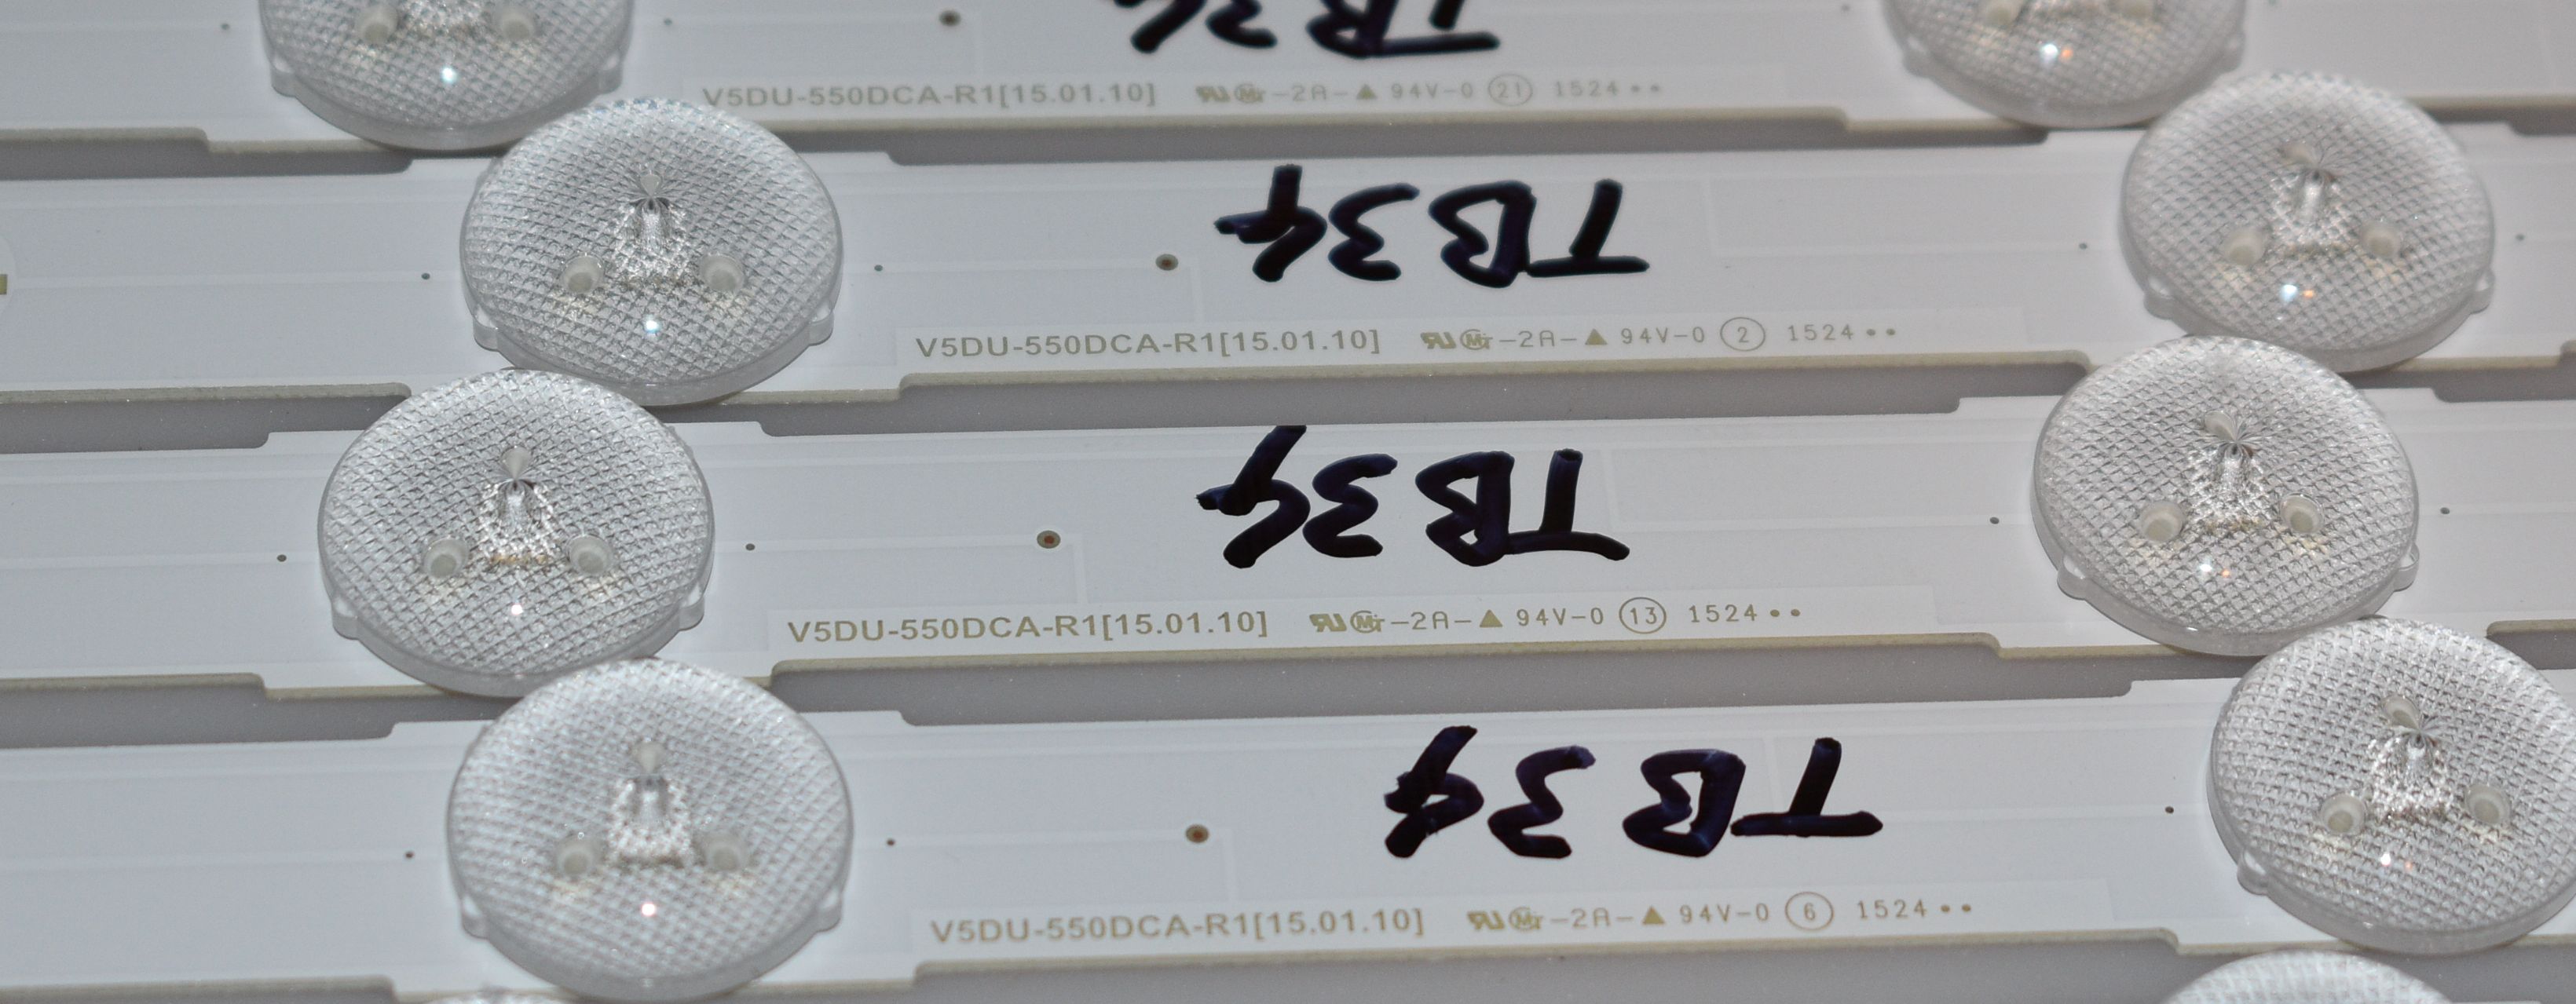 TB34
V5DU-550DCA-R1[15.01.10] -2A-▲ 94V-0 21 1524••
TB34
V5DU-550DCA-R1[15.01.10] -2A-▲ 94V-0 2 1524••
TB34
V5DU-550DCA-R1[15.01.10] -2A-▲ 94V-0 13 1524••
TB34
V5DU-550DCA-R1[15.01.10] -2A-▲ 94V-0 6 1524••